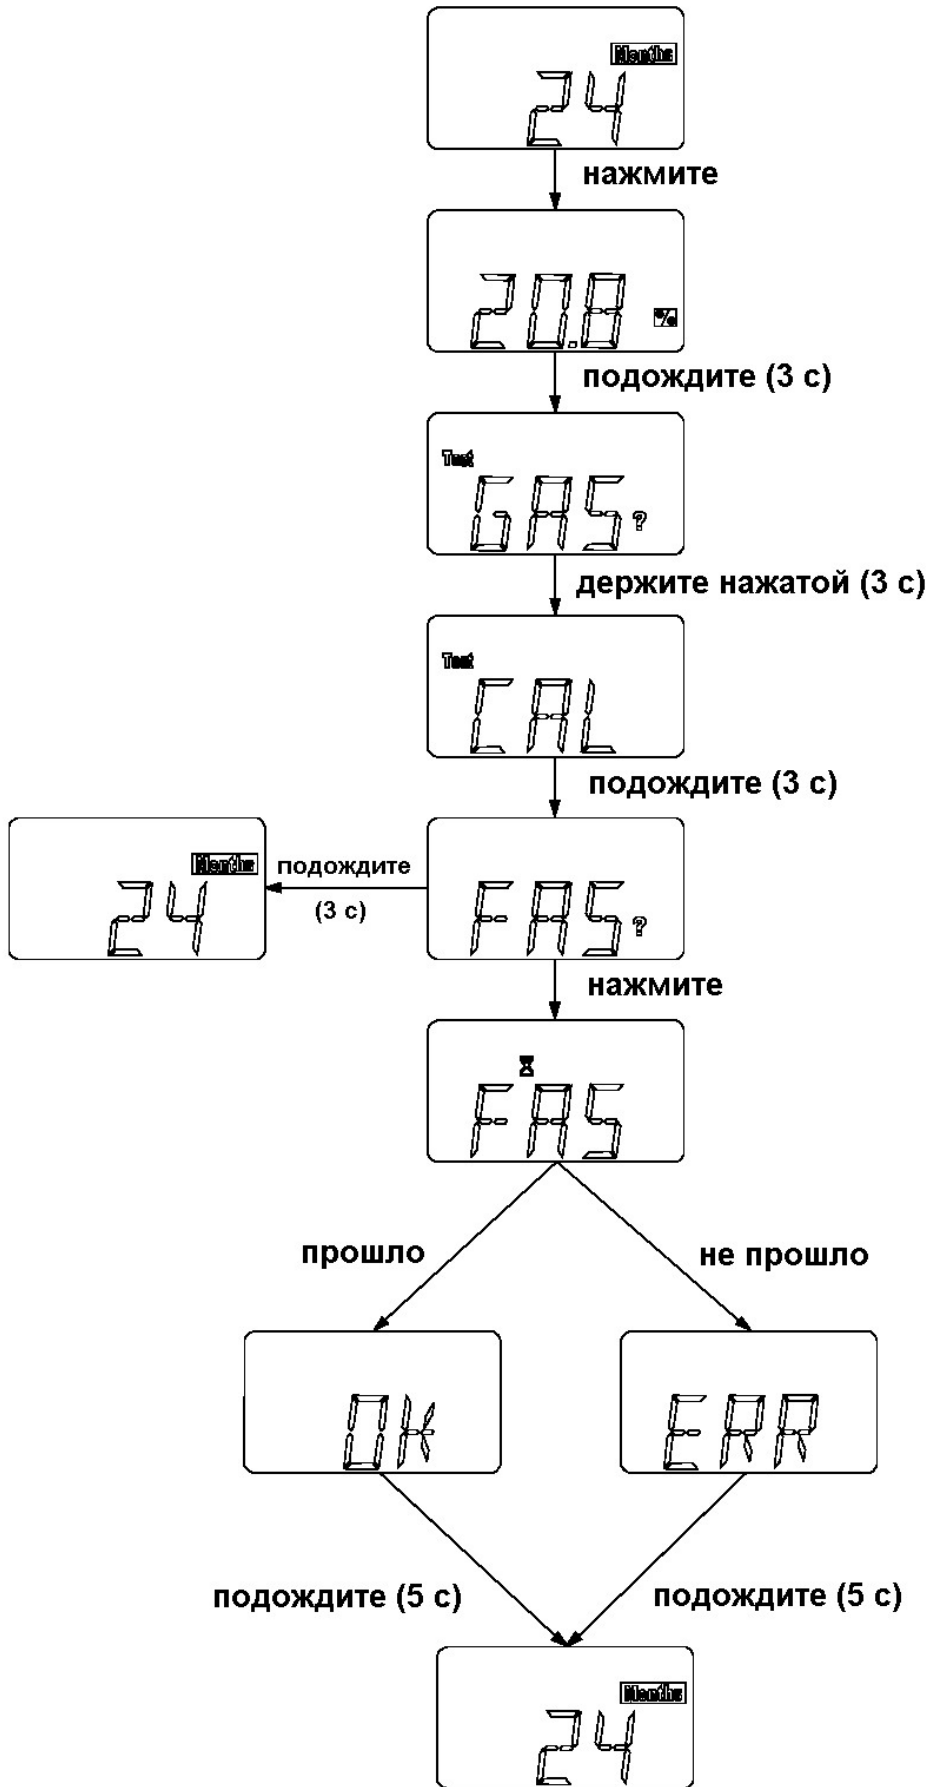 Months
24
нажмите
20.8 %
подождите (3 с)
Test
GAS ?
держите нажатой (3 с)
Test
CAL
подождите (3 с)
Months
24
подождите
(3 с)
FAS ?
нажмите
FAS
прошло
не прошло
OK
ERR
подождите (5 с)
подождите (5 с)
Months
24